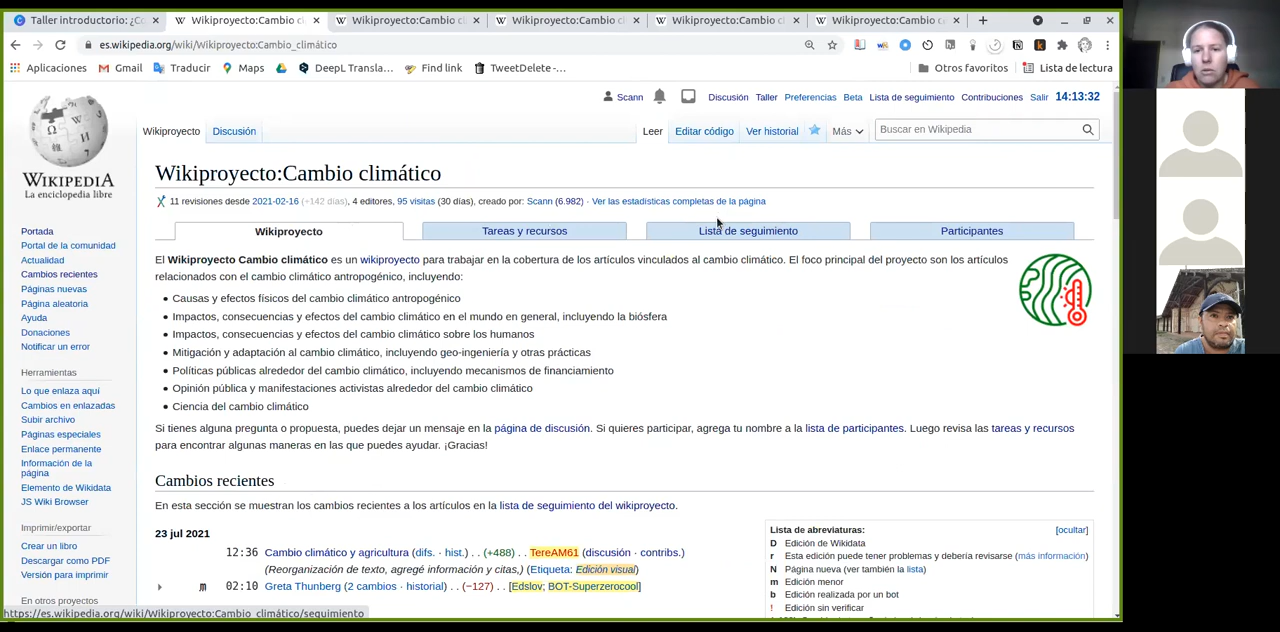 Taller introductorio: ¿Co
Wikiproyecto:Cambio c
Wikiproyecto:Cambio c
Wikiproyecto:Cambio c
Wikiproyecto:Cambio c
Wikiproyecto:Cambio c
es.wikipedia.org/wiki/Wikiproyecto:Cambio_climático
Aplicaciones Gmail Traducir Maps DeepL Transla... Find link TweetDelete -... Otros favoritos Lista de lectura
Scann Discusión Taller Preferencias Beta Lista de seguimiento Contribuciones Salir 14:13:32
Wikiproyecto Discusión Leer Editar código Ver historial Más Buscar en Wikipedia
WIKIPEDIA
La enciclopedia libre
Portada
Portal de la comunidad
Actualidad
Cambios recientes
Páginas nuevas
Página aleatoria
Ayuda
Donaciones
Notificar un error
Herramientas
Lo que enlaza aquí
Cambios en enlazadas
Subir archivo
Páginas especiales
Enlace permanente
Información de la
página
Elemento de Wikidata
JS Wiki Browser
Imprimir/exportar
Crear un libro
Descargar como PDF
Versión para imprimir
En otros proyectos
Wikiproyecto:Cambio climático
11 revisiones desde 2021-02-16 (+142 días), 4 editores, 95 visitas (30 días), creado por: Scann (6.982) · Ver las estadísticas completas de la página
Wikiproyecto Tareas y recursos Lista de seguimiento Participantes
El Wikiproyecto Cambio climático es un wikiproyecto para trabajar en la cobertura de los artículos vinculados al cambio climático. El foco principal del proyecto son los artículos
relacionados con el cambio climático antropogénico, incluyendo:
• Causas y efectos físicos del cambio climático antropogénico
• Impactos, consecuencias y efectos del cambio climático en el mundo en general, incluyendo la biósfera
• Impactos, consecuencias y efectos del cambio climático sobre los humanos
• Mitigación y adaptación al cambio climático, incluyendo geo-ingeniería y otras prácticas
• Políticas públicas alrededor del cambio climático, incluyendo mecanismos de financiamiento
• Opinión pública y manifestaciones activistas alrededor del cambio climático
• Ciencia del cambio climático
Si tienes alguna pregunta o propuesta, puedes dejar un mensaje en la página de discusión. Si quieres participar, agrega tu nombre a la lista de participantes. Luego revisa las tareas y recursos
para encontrar algunas maneras en las que puedes ayudar. ¡Gracias!
Cambios recientes
En esta sección se muestran los cambios recientes a los artículos en la lista de seguimiento del wikiproyecto.
23 jul 2021
12:36 Cambio climático y agricultura (difs. · hist.) . . (+488) . . TereAM61 (discusión · contribs.)
(Reorganización de texto, agregé información y citas,) (Etiqueta: Edición visual)
m 02:10 Greta Thunberg (2 cambios · historial) . . (−127) . . [Edslov; BOT-Superzerocool]
Lista de abreviaturas: [ocultar]
D Edición de Wikidata
r Esta edición puede tener problemas y debería revisarse (más información)
N Página nueva (ver también la lista)
m Edición menor
b Edición realizada por un bot
! Edición sin verificar
https://es.wikipedia.org/wiki/Wikiproyecto:Cambio_climático/seguimiento